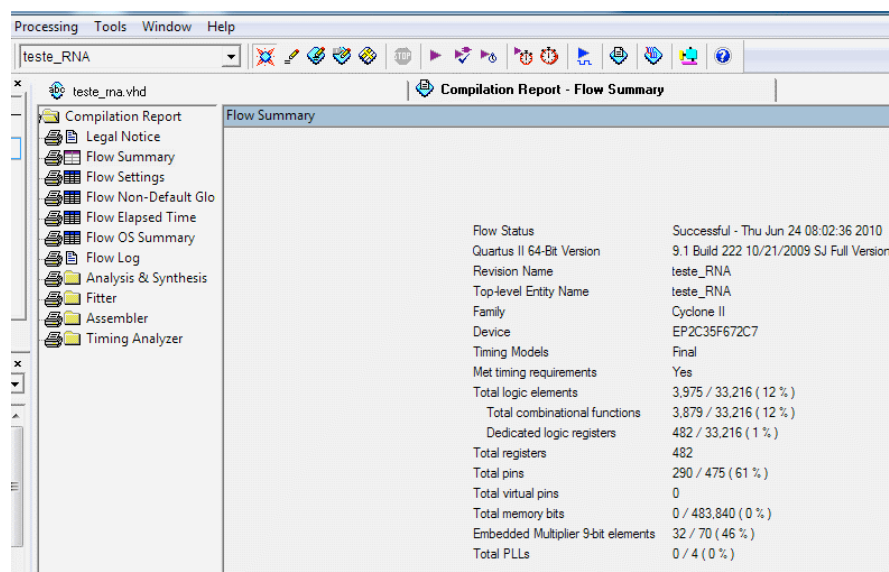 Processing Tools Window Help
teste_RNA
STOP
abc teste_rna.vhd
Compilation Report - Flow Summary
Compilation Report
Legal Notice
Flow Summary
Flow Settings
Flow Non-Default Glo
Flow Elapsed Time
Flow OS Summary
Flow Log
Analysis & Synthesis
Fitter
Assembler
Timing Analyzer
Flow Summary
Flow Status Successful - Thu Jun 24 08:02:36 2010
Quartus II 64-Bit Version 9.1 Build 222 10/21/2009 SJ Full Version
Revision Name teste_RNA
Top-level Entity Name teste_RNA
Family Cyclone II
Device EP2C35F672C7
Timing Models Final
Met timing requirements Yes
Total logic elements 3,975 / 33,216 ( 12 % )
Total combinational functions 3,879 / 33,216 ( 12 % )
Dedicated logic registers 482 / 33,216 ( 1 % )
Total registers 482
Total pins 290 / 475 ( 61 % )
Total virtual pins 0
Total memory bits 0 / 483,840 ( 0 % )
Embedded Multiplier 9-bit elements 32 / 70 ( 46 % )
Total PLLs 0 / 4 ( 0 % )